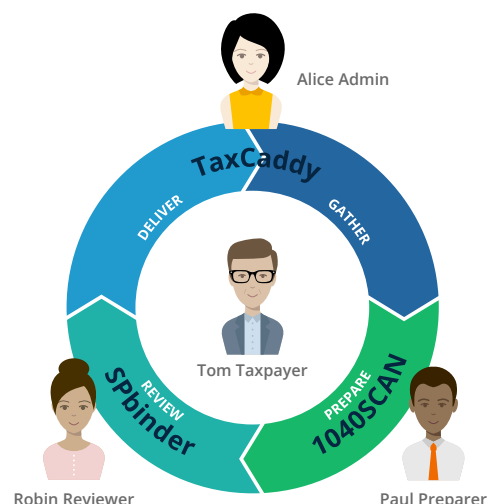 Alice Admin
TaxCaddy
DELIVER
GATHER
Tom Taxpayer
SPbinder
REVIEW
PREPARE
1040SCAN
Robin Reviewer
Paul Preparer